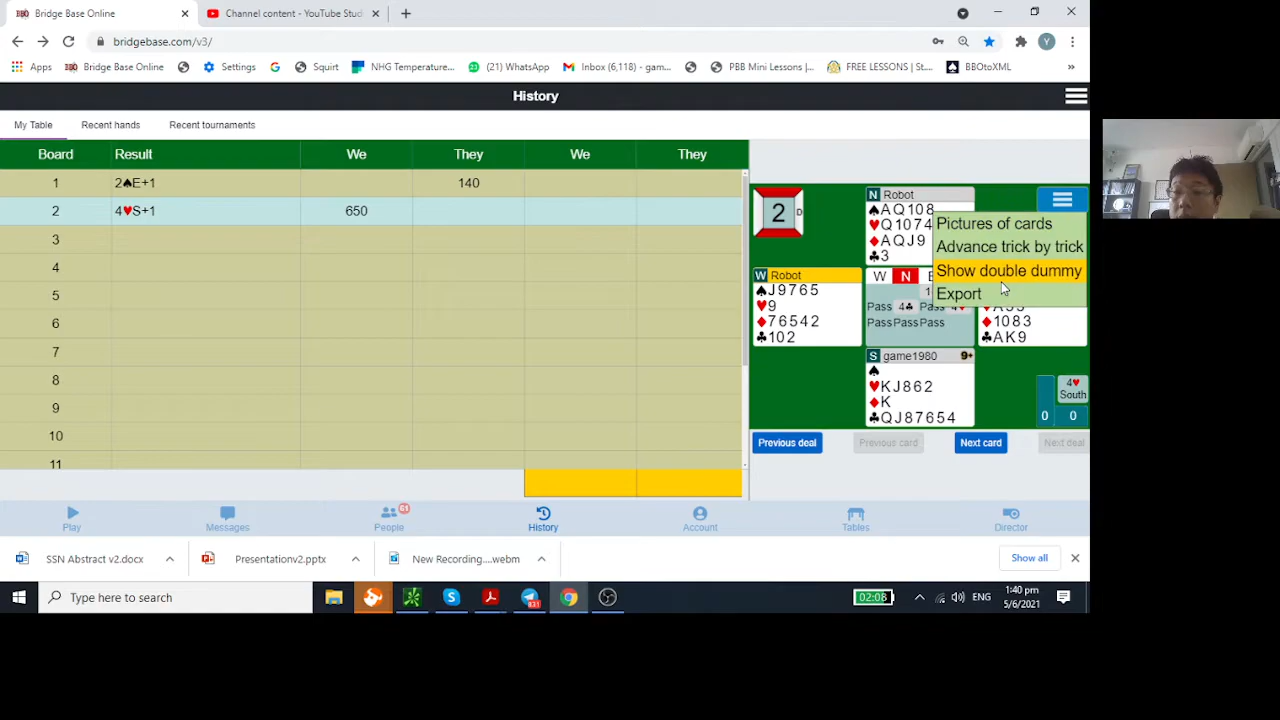 Bridge Base Online
Channel content - YouTube Stud
bridgebase.com/v3/
Apps Bridge Base Online Settings Squirt NHG Temperature... (21) WhatsApp Inbox (6,118) - gam... PBB Mini Lessons |... FREE LESSONS | St... BBOtoXML »
History
My Table Recent hands Recent tournaments
Board Result We They We They
1 2♠E+1 140
2 4♥S+1 650
3
4
5
6
7
8
9
10
11
2 D
N Robot
♠AQ108
♥Q1074
♦AQJ9
♣3
Pictures of cards
Advance trick by trick
Show double dummy
Export
W Robot
♠J9765
♥9
♦76542
♣102
W N
Pass 4♣ Pass 4♥
Pass Pass Pass
♦1083
♣AK9
S game1980 9+
♠
♥KJ862
♦K
♣QJ87654
4♥
South
0 0
Previous deal Previous card Next card Next deal
Play Messages People 61 History Account Tables Director
SSN Abstract v2.docx Presentationv2.pptx New Recording....webm Show all
Type here to search
831
02:08
ENG
1:40 pm
5/6/2021